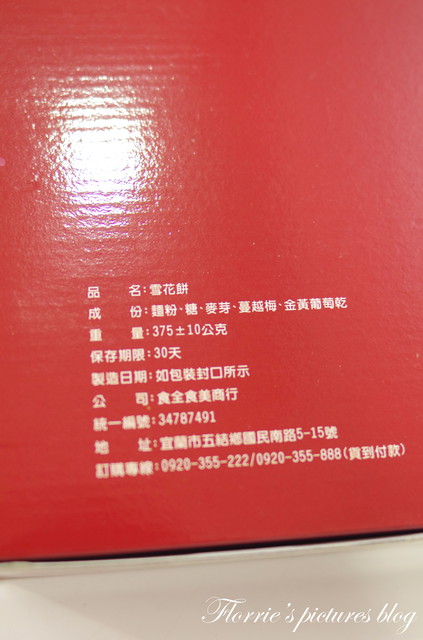 品　　名:雪花餅
成　　份:麵粉、糖、麥芽、蔓越梅、金黃葡萄乾
重　　量:375±10公克
保存期限:30天
製造日期:如包裝封口所示
公　　司:食全食美商行
統一編號:34787491
地　　址:宜蘭市五結鄉國民南路5-15號
訂購專線:0920-355-222/0920-355-888(貨到付款)
Florrie's pictures blog